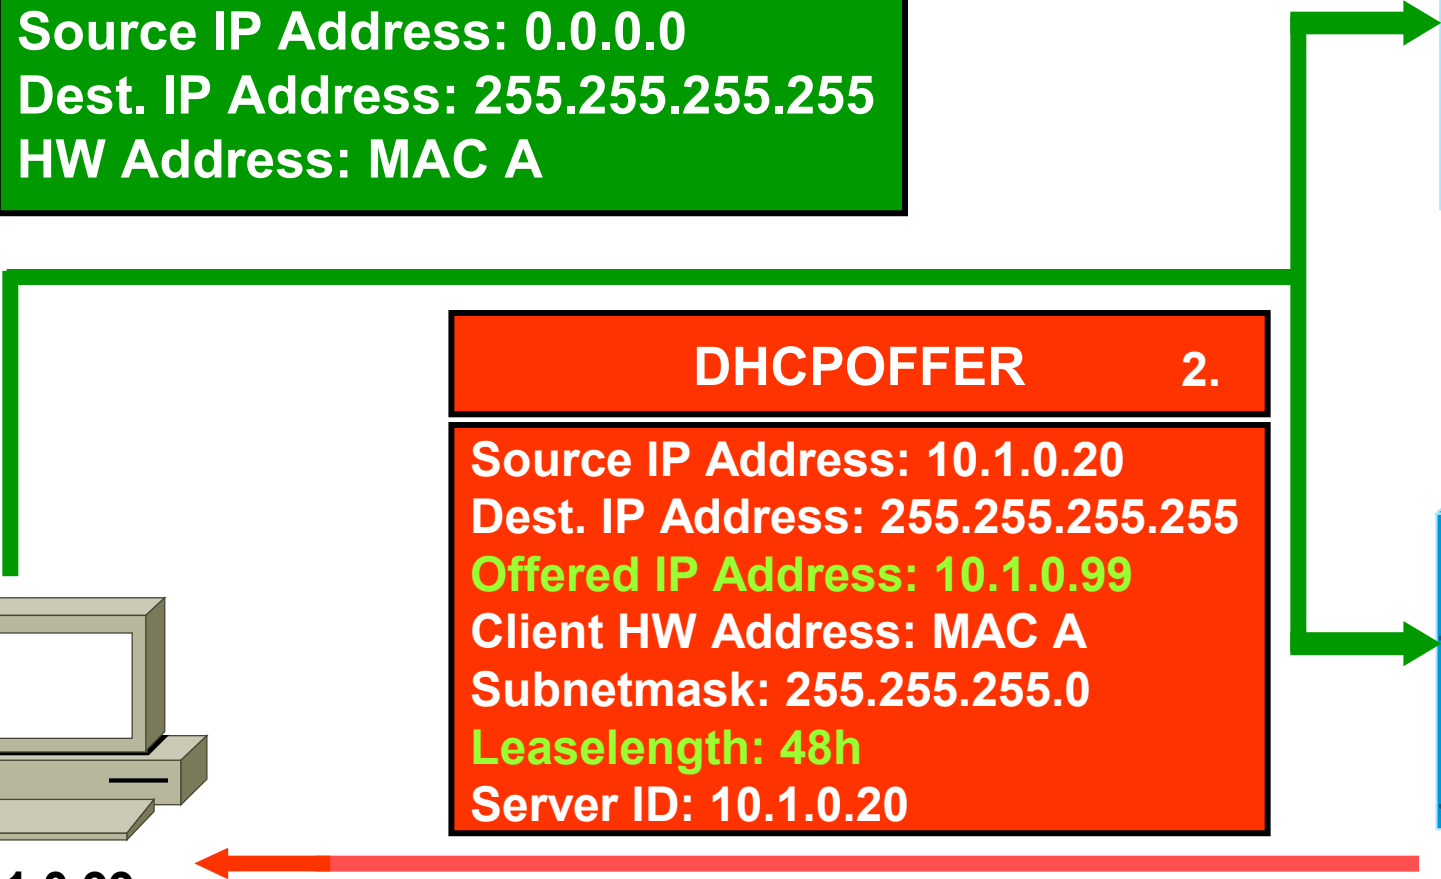 Source IP Address: 0.0.0.0
Dest. IP Address: 255.255.255.255
HW Address: MAC A
DHCPOFFER 2.
Source IP Address: 10.1.0.20
Dest. IP Address: 255.255.255.255
Offered IP Address: 10.1.0.99
Client HW Address: MAC A
Subnetmask: 255.255.255.0
Leaselength: 48h
Server ID: 10.1.0.20